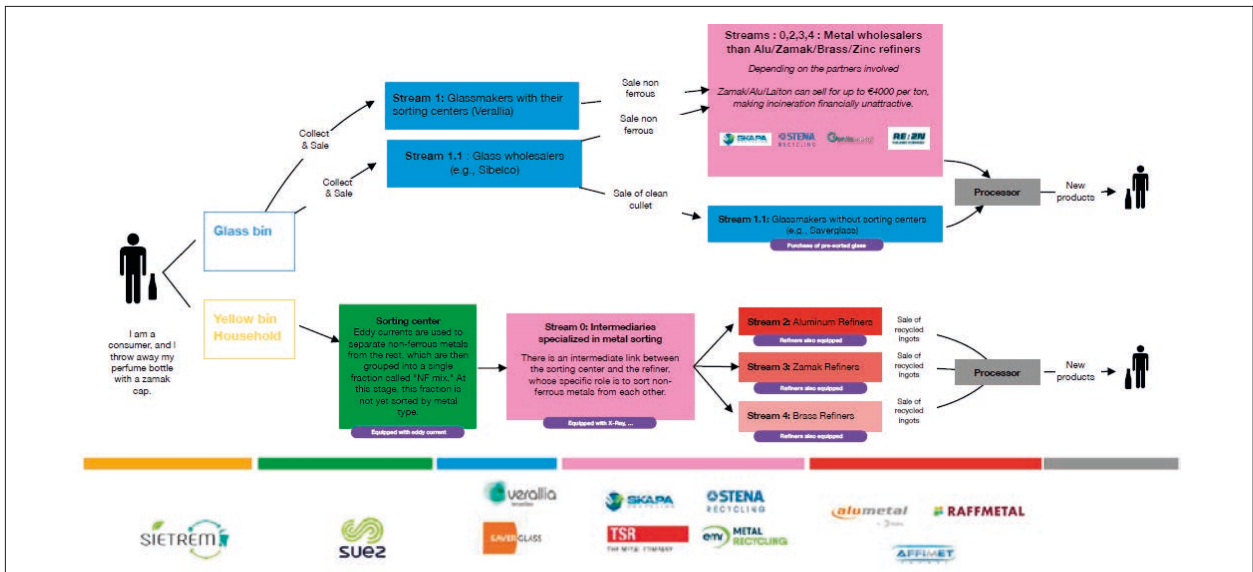 Streams : 0,2,3,4 : Metal wholesalers
than Alu/Zamak/Brass/Zinc refiners
Depending on the partners involved
Zamak/Alu/Laiton can sell for up to €4000 per ton,
making incineration financially unattractive.
SKAPA
STENA
RECYCLING
RE:2N
Sale non
ferrous
Sale non
ferrous
Stream 1: Glassmakers with their
sorting centers (Verallia)
Stream 1.1 : Glass wholesalers
(e.g., Sibelco)
Collect
& Sale
Collect
& Sale
Sale of clean
cullet
Stream 1.1: Glassmakers without sorting centers
(e.g., Saverglass)
Purchase of pre-sorted glass
Processor
New
products
Glass bin
Yellow bin
Household
I am a
consumer, and I
throw away my
perfume bottle
with a zamak
cap.
Sorting center
Eddy currents are used to
separate non-ferrous metals
from the rest, which are then
grouped into a single
fraction called "NF mix." At
this stage, this fraction is
not yet sorted by metal
type.
Equipped with eddy current
Stream 0: Intermediaries
specialized in metal sorting
There is an intermediate link between
the sorting center and the refiner,
whose specific role is to sort non-
ferrous metals from each other.
Equipped with X-Ray, ...
Stream 2: Aluminum Refiners
Refiners also equipped
Stream 3: Zamak Refiners
Refiners also equipped
Stream 4: Brass Refiners
Refiners also equipped
Sale of
recycled
ingots
Sale of
recycled
ingots
Sale of
recycled
ingots
Processor
New
products
SIETREM
suez
verallia
SAVERGLASS
SKAPA
STENA
RECYCLING
TSR
THE METAL COMPANY
emr METAL
RECYCLING
alumetal
RAFFMETAL
AFFIMET